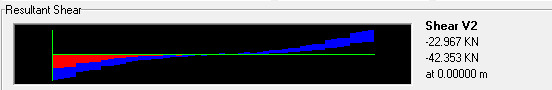 Resultant Shear
Shear V2
-22.967 KN
-42.353 KN
at 0.00000 m